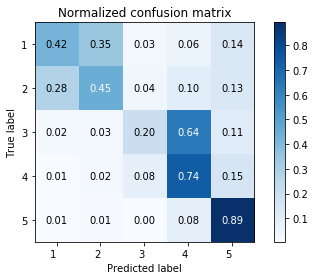 Normalized confusion matrix
1 0.42 0.35 0.03 0.06 0.14
2 0.28 0.45 0.04 0.10 0.13
3 0.02 0.03 0.20 0.64 0.11
4 0.01 0.02 0.08 0.74 0.15
5 0.01 0.01 0.00 0.08 0.89
1 2 3 4 5
True label
Predicted label
0.8
0.7
0.6
0.5
0.4
0.3
0.2
0.1